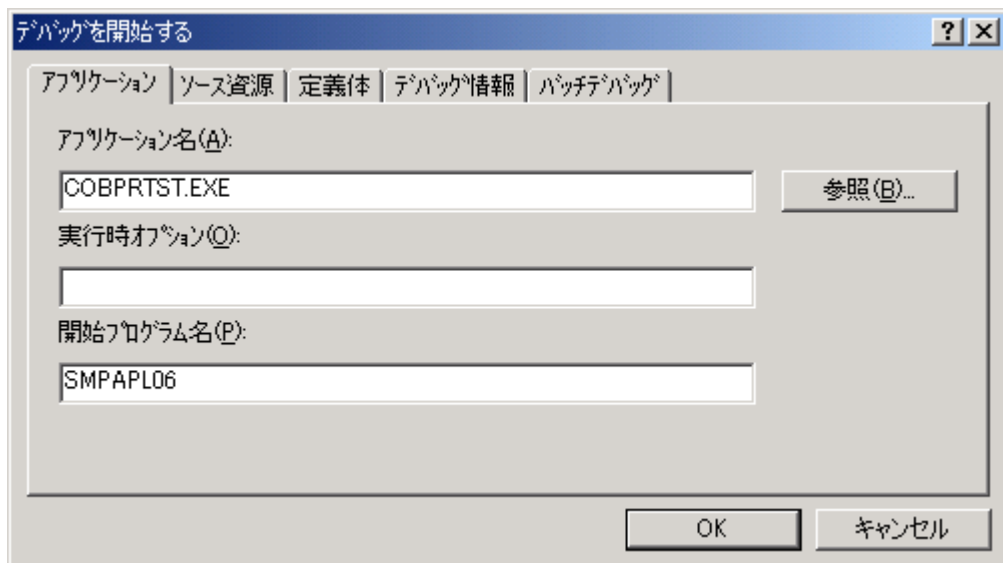 ﾃﾞﾊﾞｯｸﾞを開始する
ｱﾌﾟﾘｹｰｼｮﾝ ソース資源 定義体 ﾃﾞﾊﾞｯｸﾞ情報 ﾊﾞｯﾁﾃﾞﾊﾞｯｸﾞ
ｱﾌﾟﾘｹｰｼｮﾝ名(A):
COBPRTST.EXE 参照(B)...
実行時ｵﾌﾟｼｮﾝ(O):
開始ﾌﾟﾛｸﾞﾗﾑ名(P):
SMPAPL06
OK キャンセル